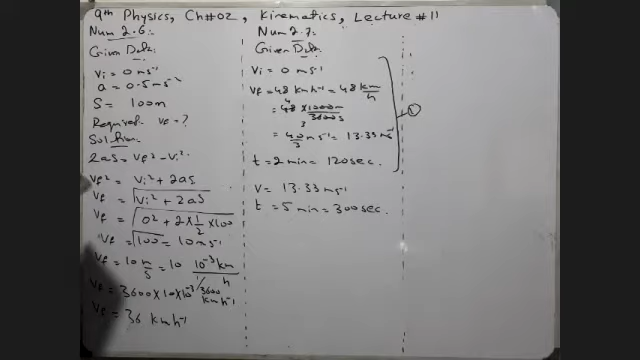 9th Physics, Ch#02, Kinematics, Lecture #11
Num 2.6:
Given Data:
Vi = 0 ms⁻¹
a = 0.5 ms⁻²
S = 100m
Required: Vf = ?
Solution:
2aS = Vf² - Vi²
Vf² = Vi² + 2aS
Vf = √Vi² + 2aS
Vf = √0² + 2 × 1/2 × 100
Vf = √100 = 10 ms⁻¹
Vf = 10 m/s = 10 10⁻³ km / 1/3600 h
Vf = 3600 × 10 × 10⁻³ km h⁻¹
Vf = 36 km h⁻¹
Num 2.7:
Given Data:
Vi = 0 ms⁻¹
Vf = 48 km h⁻¹ = 48 km/h
= 48 × 1000m/3600s
= 40/3 ms⁻¹ = 13.33 ms⁻¹
t = 2 min = 120 sec.
V = 13.33 ms⁻¹
t = 5 min = 300 sec.